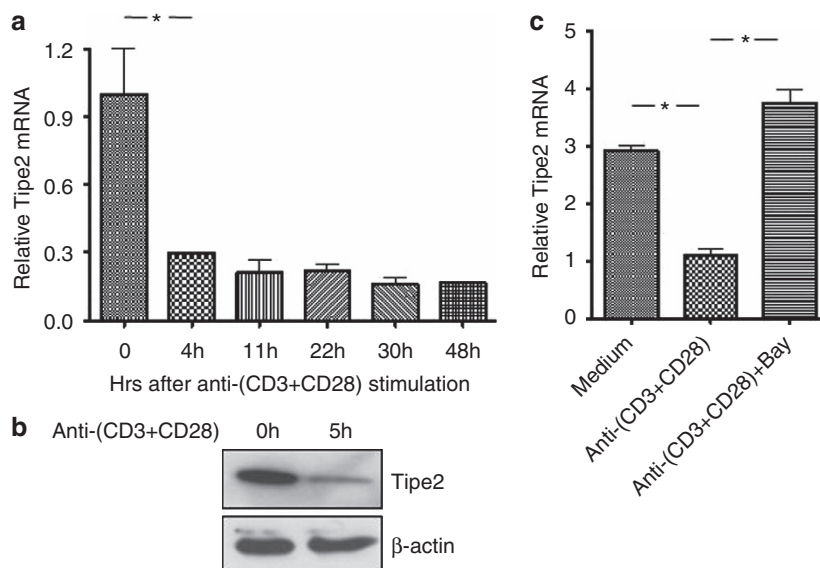 a
*
Relative Tipe2 mRNA
1.2
0.9
0.6
0.3
0.0
0 4h 11h 22h 30h 48h
Hrs after anti-(CD3+CD28) stimulation
b
Anti-(CD3+CD28) 0h 5h
Tipe2
β-actin
c
*
*
Relative Tipe2 mRNA
5
4
3
2
1
0
Medium
Anti-(CD3+CD28)
Anti-(CD3+CD28)+Bay